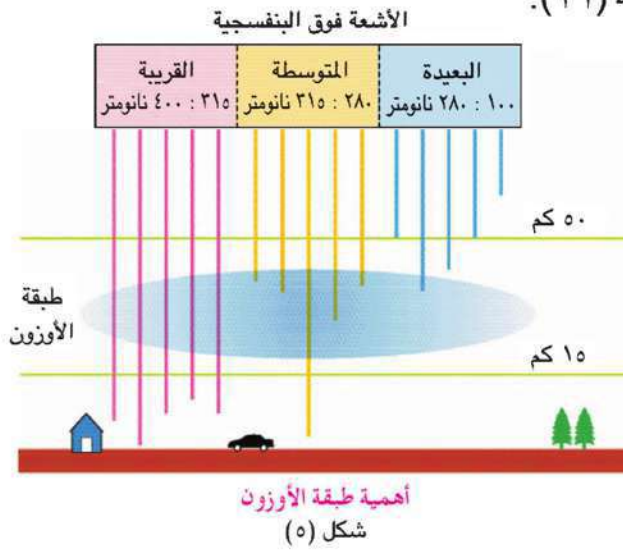 الأشعة فوق البنفسجية
البعيدة
١٠٠ : ٢٨٠ نانومتر
المتوسطة
٢٨٠ : ٣١٥ نانومتر
القريبة
٣١٥ : ٤٠٠ نانومتر
٥٠ كم
طبقة
الأوزون
١٥ كم
أهمية طبقة الأوزون
شكل (٥)